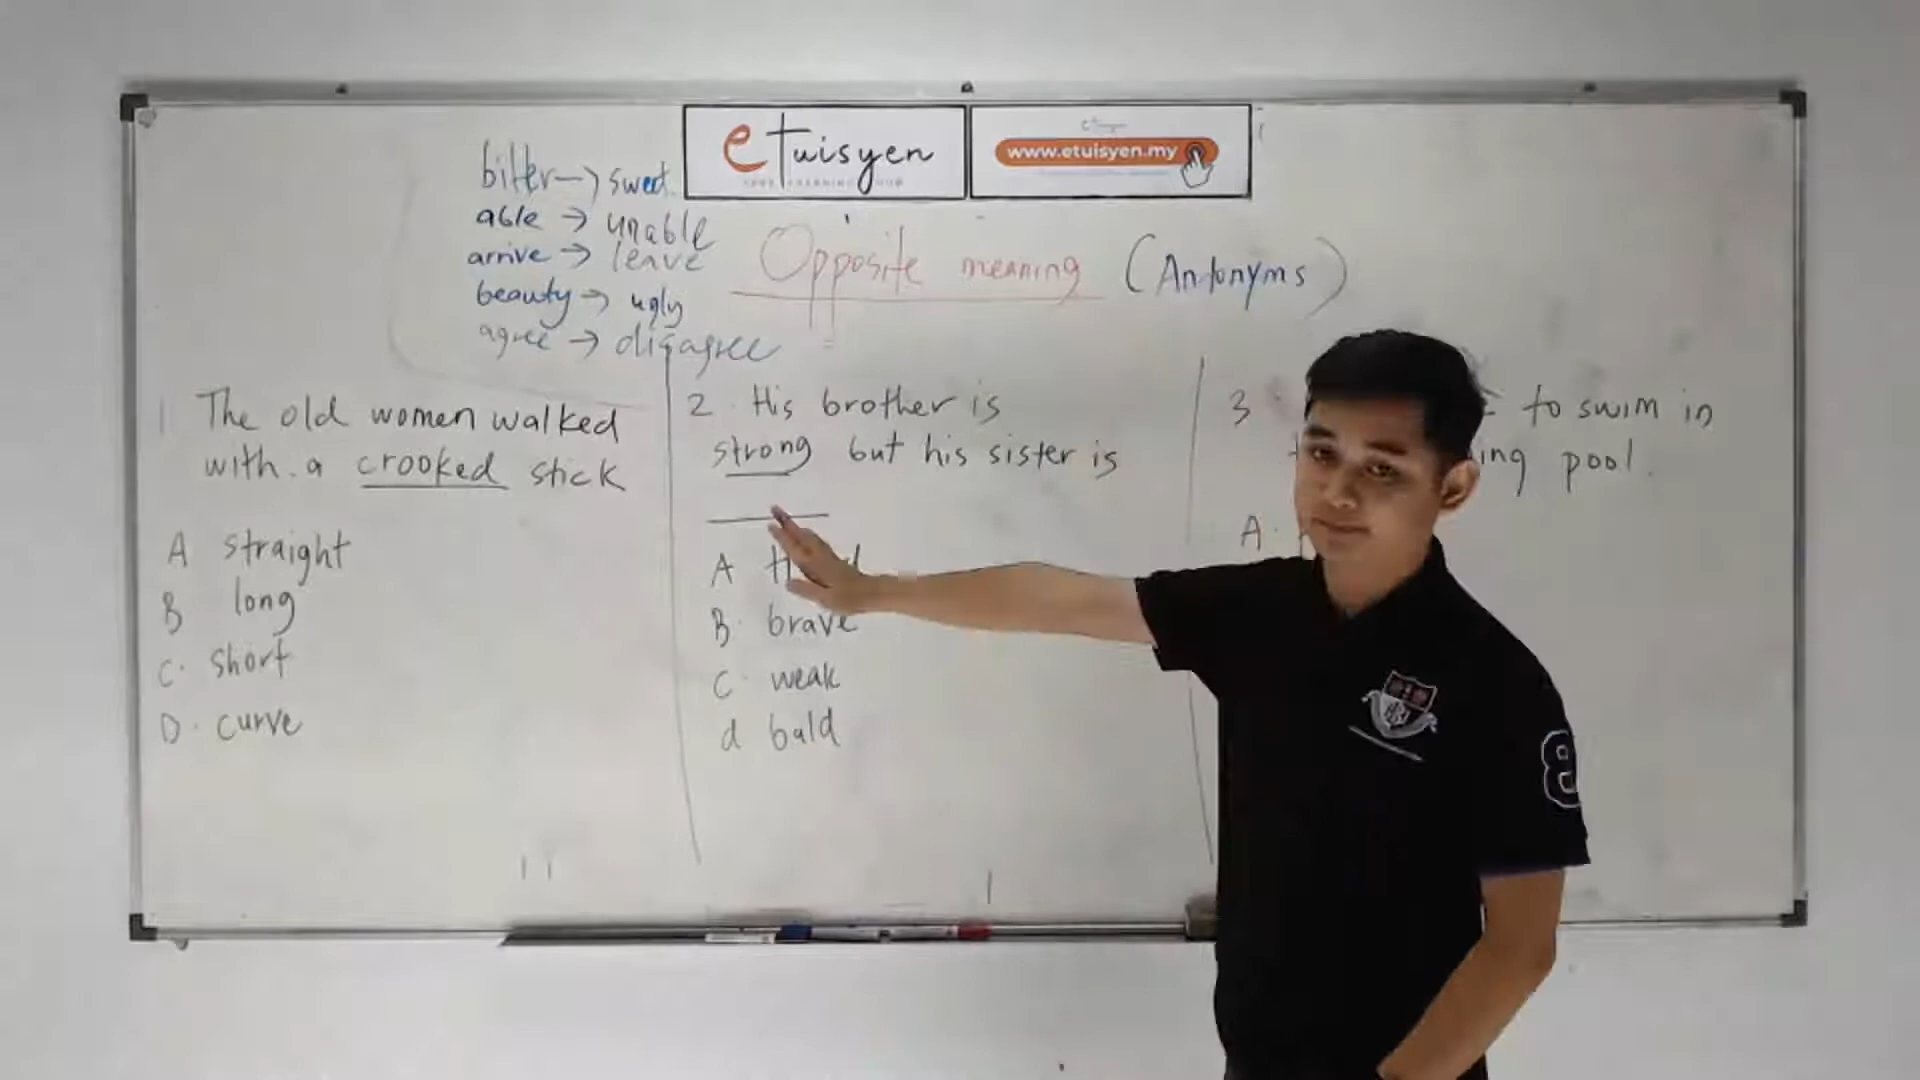 eTuisyen
www.etuisyen.my
bitter → sweet
able → unable
arrive → leave
beauty → ugly
agree → disagree
Opposite meaning (Antonyms)
1 The old women walked
with a crooked stick
A straight
B long
C. short
D. curve
2. His brother is
strong but his sister is
A
B. brave
C. weak
d bald
3 to swim in
ing pool.
A.
8